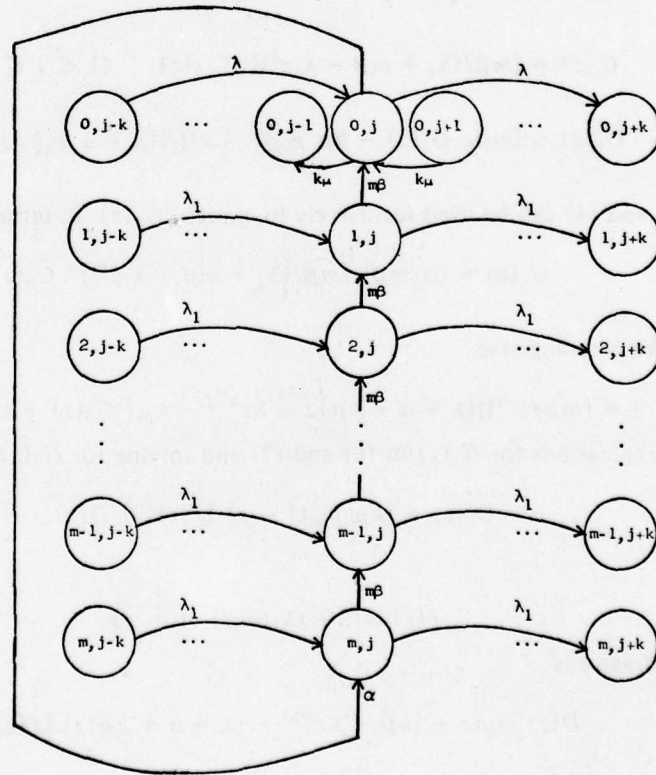 λ λ
0,j-k ... 0,j-1 0,j 0,j+1 ... 0,j+k
kμ kμ
mβ
λ₁ λ₁
1,j-k ... 1,j ... 1,j+k
mβ
λ₁ λ₁
2,j-k ... 2,j ... 2,j+k
mβ
λ₁ λ₁
m-1,j-k ... m-1,j ... m-1,j+k
mβ
λ₁ λ₁
m,j-k ... m,j ... m,j+k
α